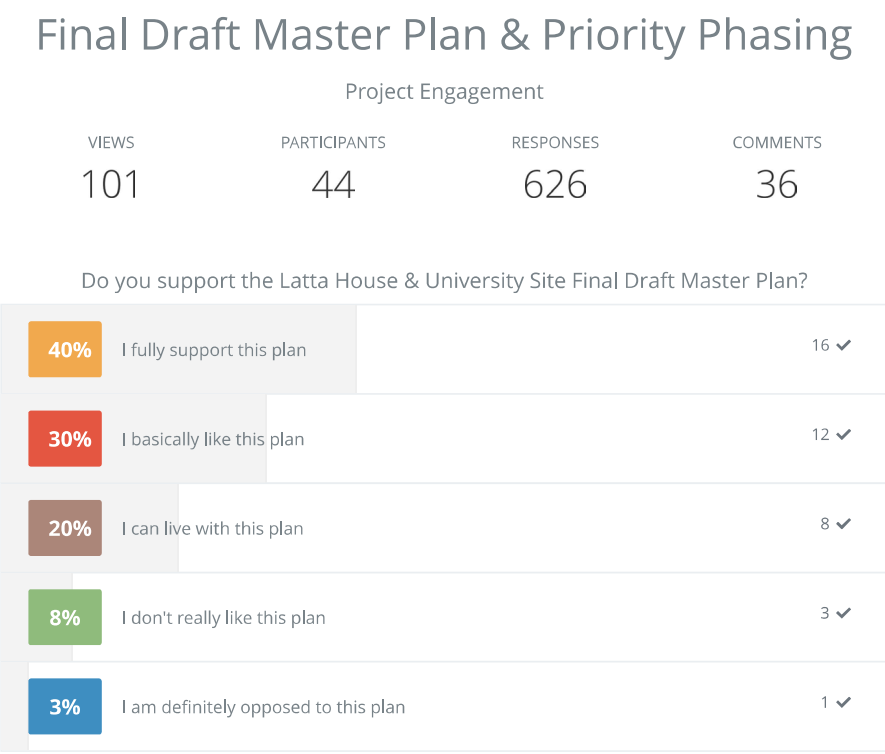 Final Draft Master Plan & Priority Phasing
Project Engagement
VIEWS PARTICIPANTS RESPONSES COMMENTS
101 44 626 36
Do you support the Latta House & University Site Final Draft Master Plan?
40% I fully support this plan 16 ✔
30% I basically like this plan 12 ✔
20% I can live with this plan 8 ✔
8% I don't really like this plan 3 ✔
3% I am definitely opposed to this plan 1 ✔